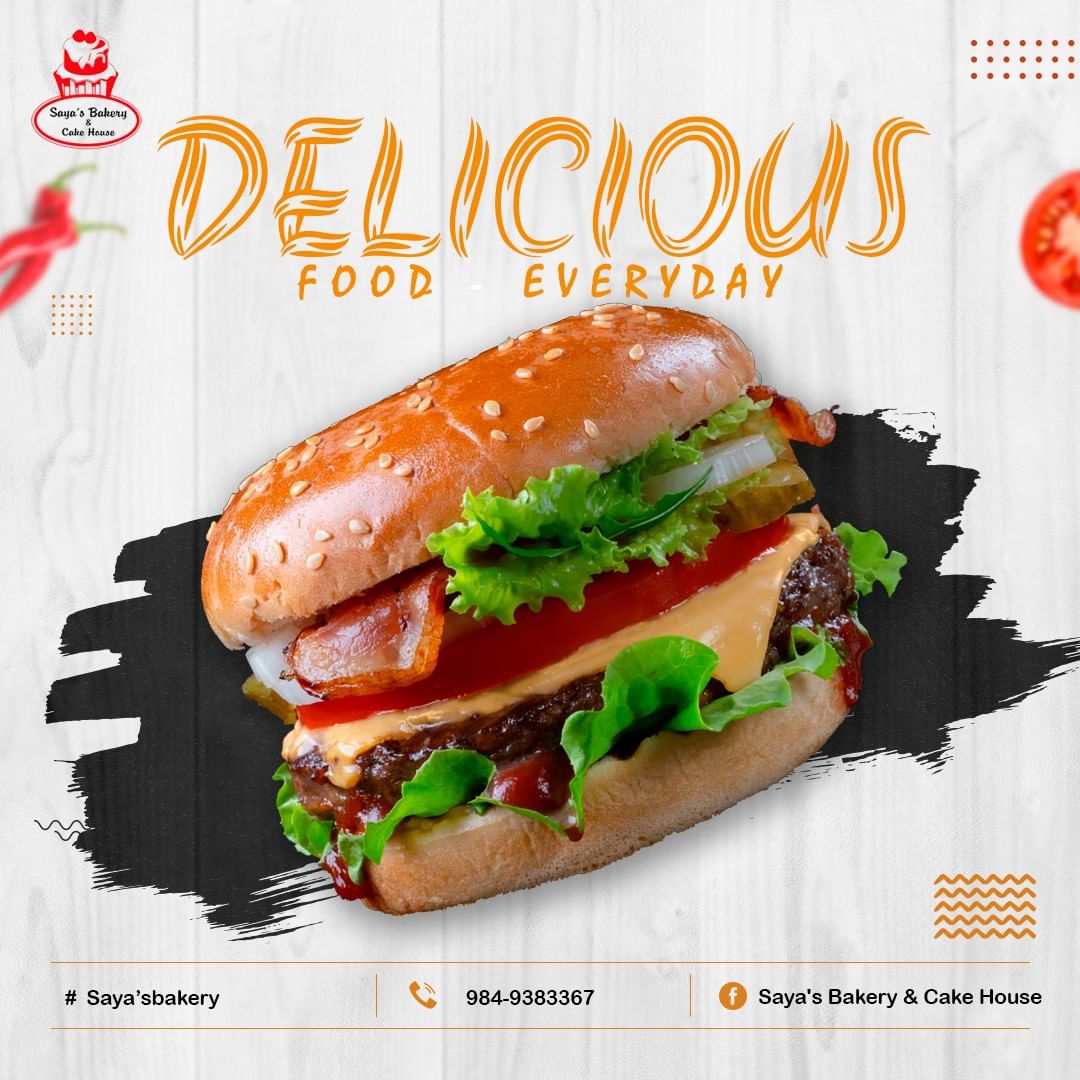 Saya's Bakery
&
Cake House
DELICIOUS
FOOD - EVERYDAY
# Saya’sbakery
984-9383367
f Saya's Bakery & Cake House